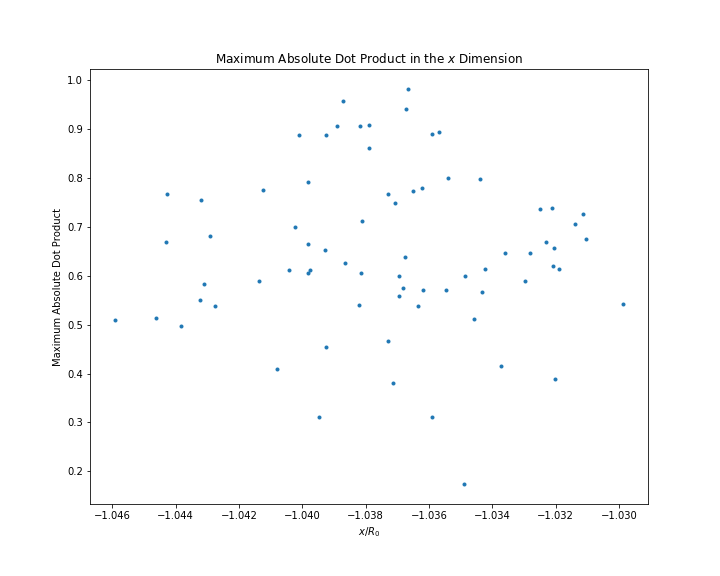 Maximum Absolute Dot Product in the x Dimension
1.0
0.9
0.8
0.7
0.6
0.5
0.4
0.3
0.2
Maximum Absolute Dot Product
−1.046 −1.044 −1.042 −1.040 −1.038 −1.036 −1.034 −1.032 −1.030
x/R₀